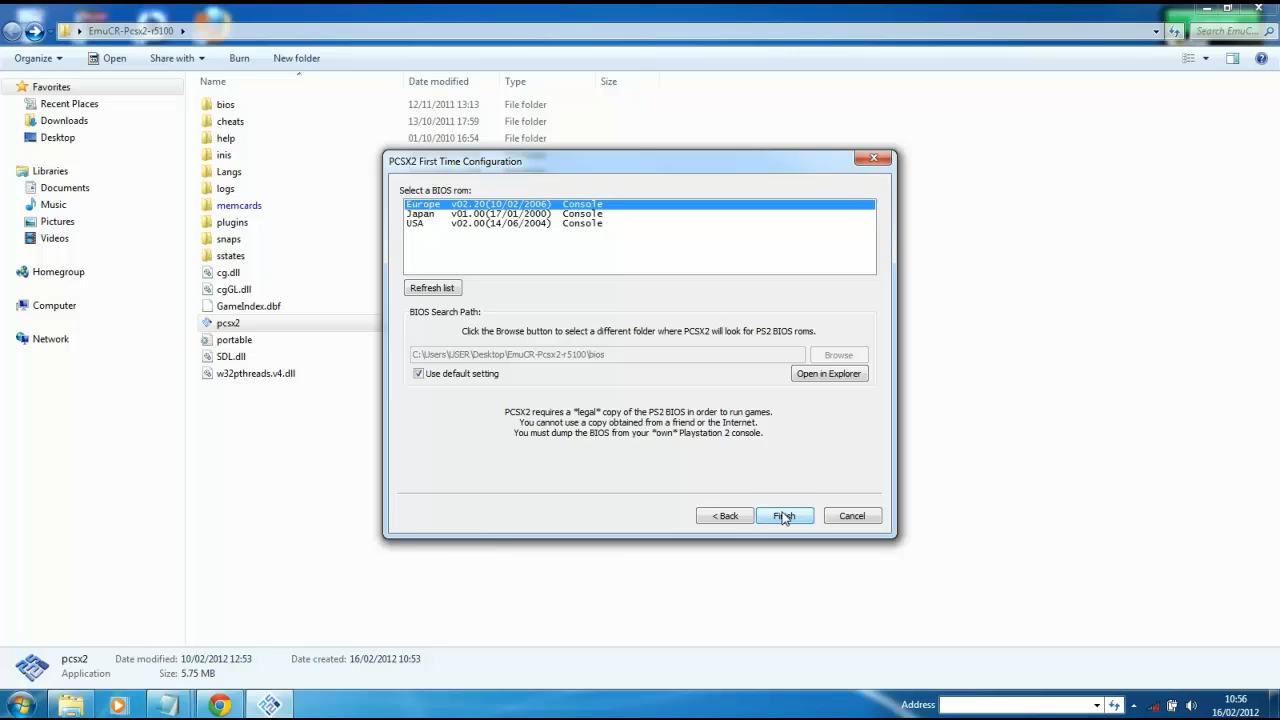 EmuCR-Pcsx2-r5100
Search EmuC...
Organize
Open
Share with
Burn
New folder
Name
Date modified
Type
Size
Favorites
Recent Places
Downloads
Desktop
Libraries
Documents
Music
Pictures
Videos
Homegroup
Computer
Network
bios 12/11/2011 13:13 File folder
cheats 13/10/2011 17:59 File folder
help 01/10/2010 16:54 File folder
inis
Langs
logs
memcards
plugins
snaps
sstates
cg.dll
cgGL.dll
GameIndex.dbf
pcsx2
portable
SDL.dll
w32pthreads.v4.dll
PCSX2 First Time Configuration
Select a BIOS rom:
Europe v02.20(10/02/2006) Console
Japan v01.00(17/01/2000) Console
USA v02.00(14/06/2004) Console
Refresh list
BIOS Search Path:
Click the Browse button to select a different folder where PCSX2 will look for PS2 BIOS roms.
C:\Users\USER\Desktop\EmuCR-Pcsx2-r5100\bios
Browse
Use default setting
Open in Explorer
PCSX2 requires a *legal* copy of the PS2 BIOS in order to run games.
You cannot use a copy obtained from a friend or the Internet.
You must dump the BIOS from your *own* Playstation 2 console.
< Back
Finish
Cancel
pcsx2 Date modified: 10/02/2012 12:53 Date created: 16/02/2012 10:53
Application Size: 5.75 MB
Address
10:56
16/02/2012